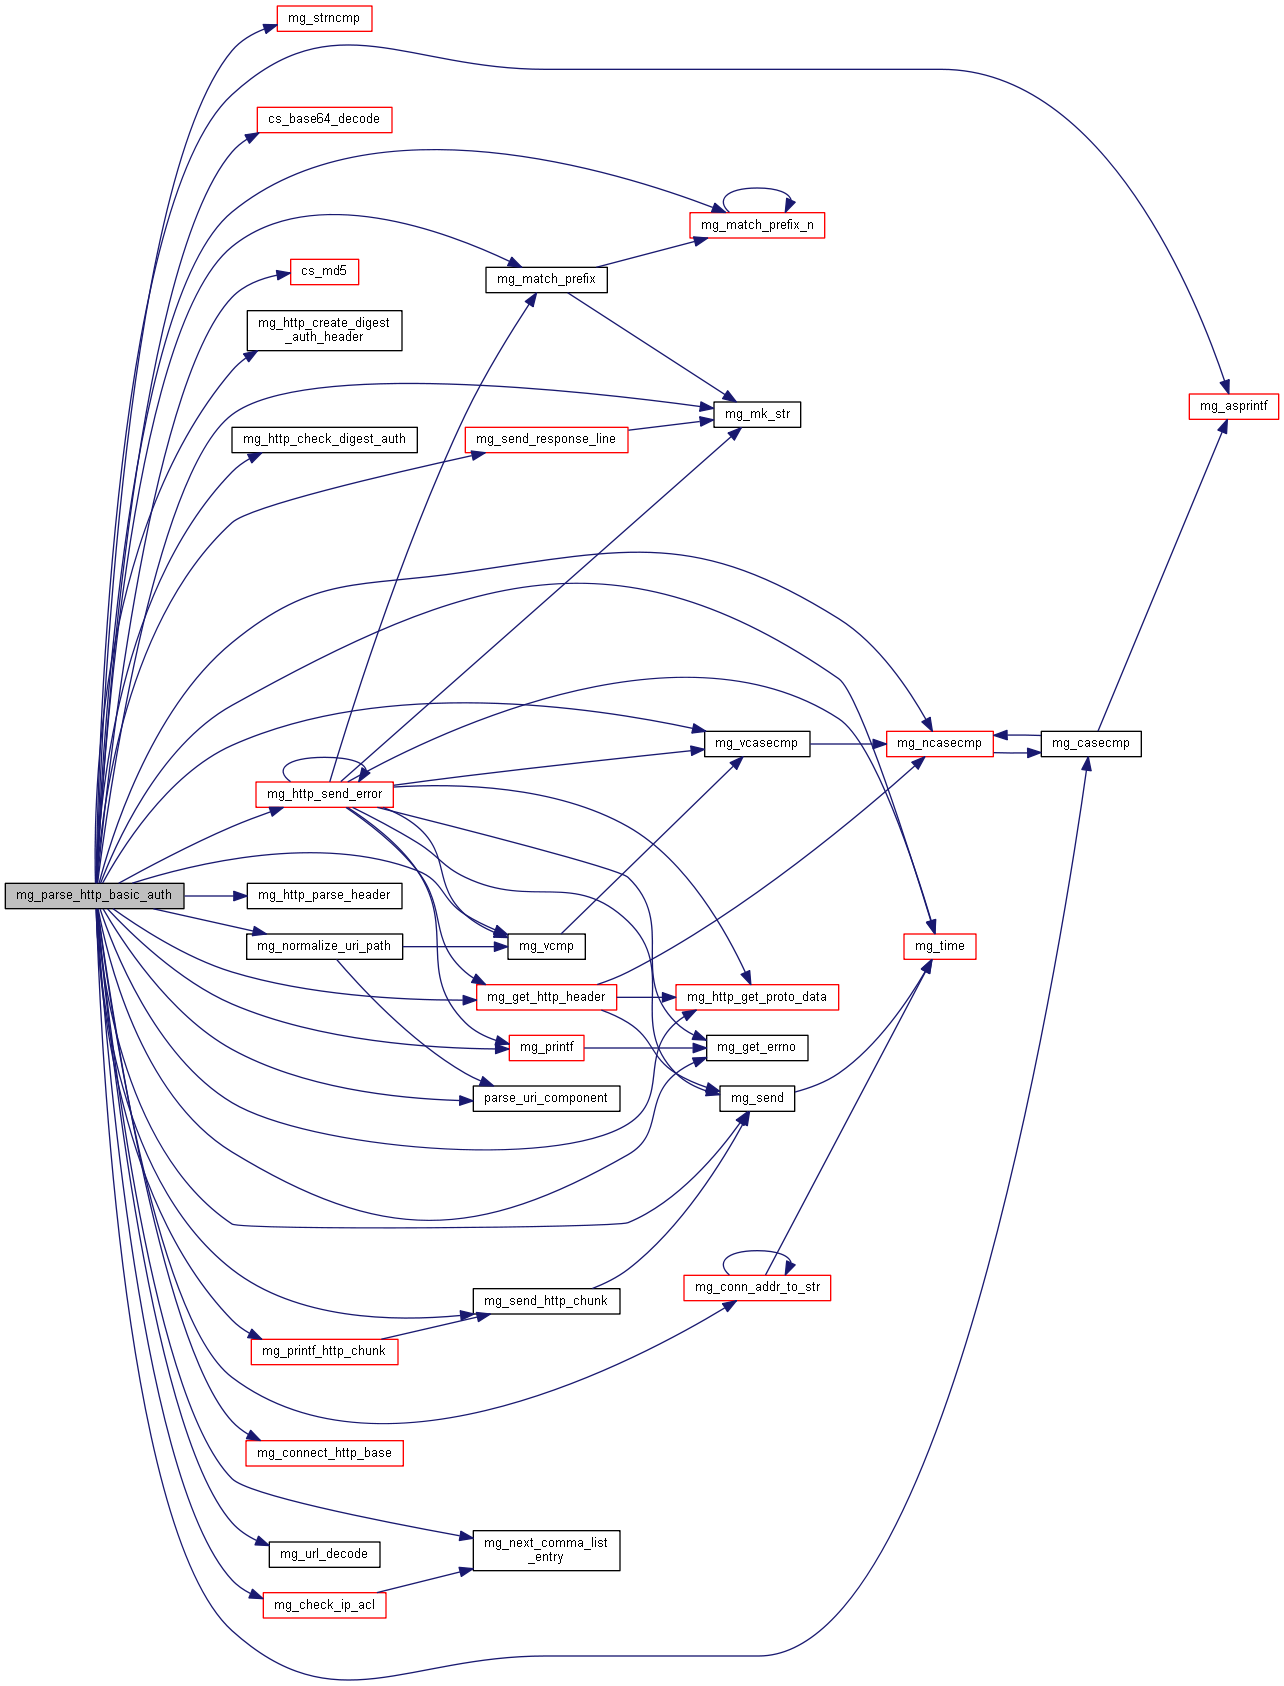 mg_strncmp
cs_base64_decode
mg_match_prefix_n
cs_md5
mg_match_prefix
mg_http_create_digest
_auth_header
mg_asprintf
mg_mk_str
mg_http_check_digest_auth
mg_send_response_line
mg_vcasecmp
mg_ncasecmp
mg_casecmp
mg_http_send_error
mg_parse_http_basic_auth
mg_http_parse_header
mg_normalize_uri_path
mg_vcmp
mg_time
mg_get_http_header
mg_http_get_proto_data
mg_printf
mg_get_errno
parse_uri_component
mg_send
mg_conn_addr_to_str
mg_send_http_chunk
mg_printf_http_chunk
mg_connect_http_base
mg_next_comma_list
_entry
mg_url_decode
mg_check_ip_acl